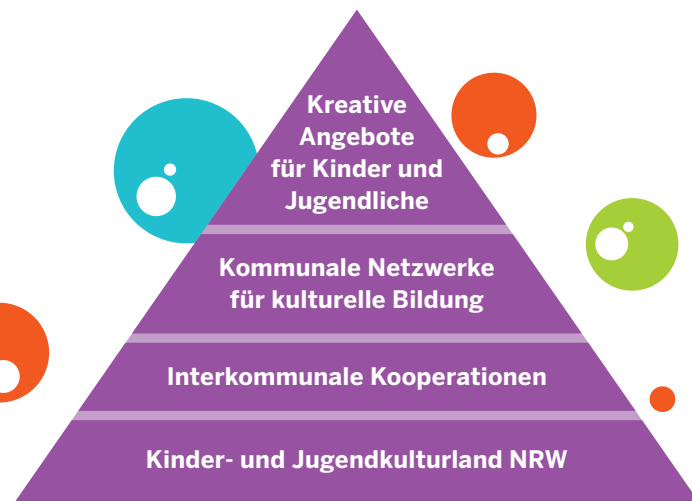 Kreative
Angebote
für Kinder und
Jugendliche
Kommunale Netzwerke
für kulturelle Bildung
Interkommunale Kooperationen
Kinder- und Jugendkulturland NRW